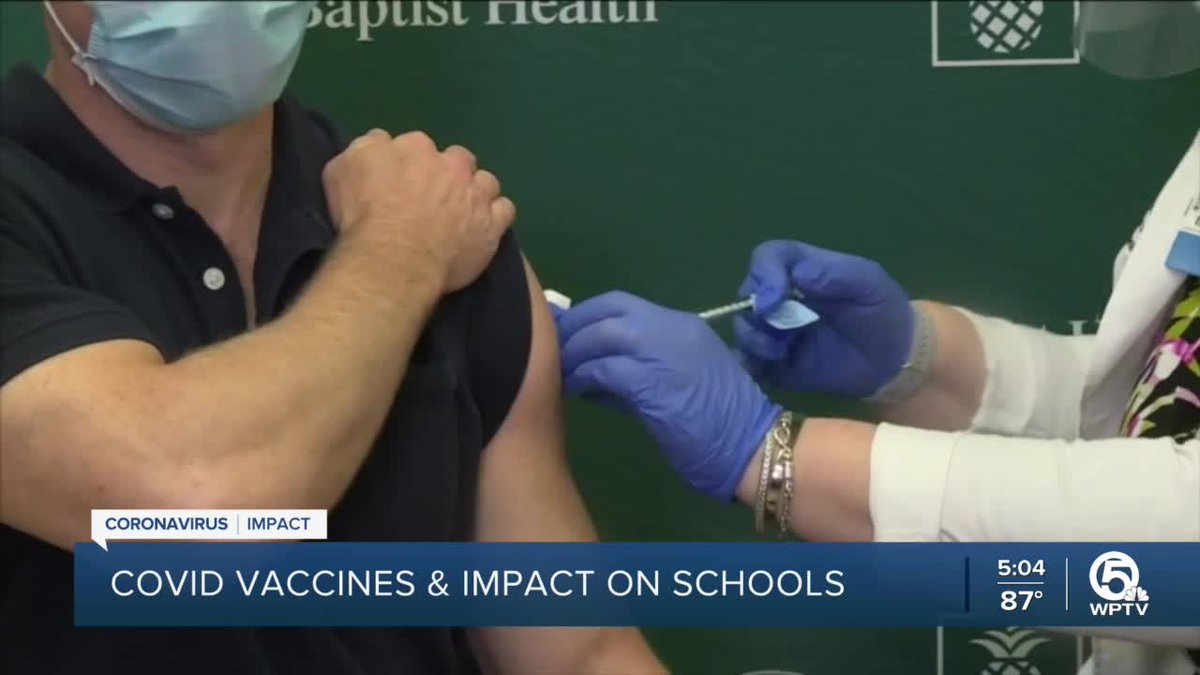 Baptist Health
CORONAVIRUS | IMPACT
COVID VACCINES & IMPACT ON SCHOOLS
5:04
87°
5
WPTV